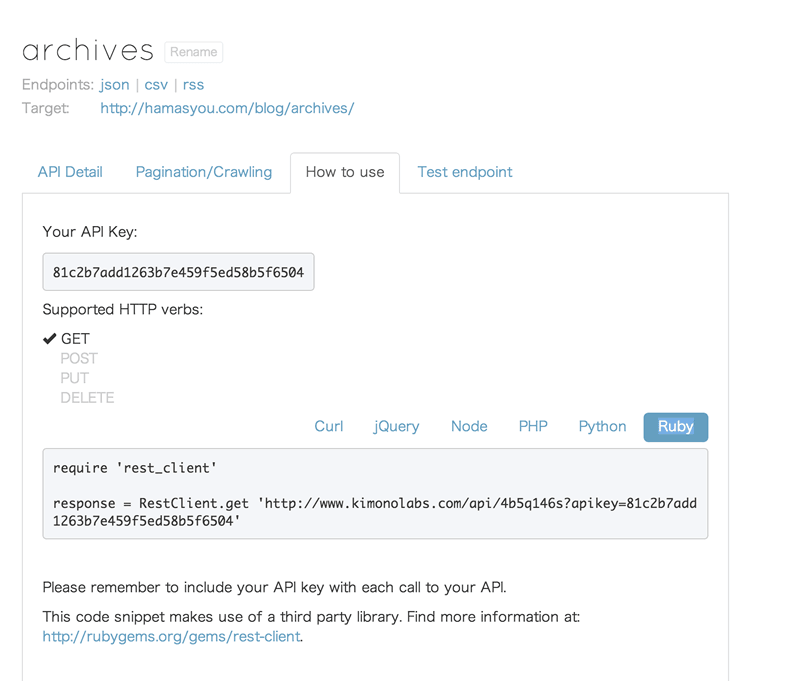 archives Rename
Endpoints: json | csv | rss
Target: http://hamasyou.com/blog/archives/
API Detail Pagination/Crawling How to use Test endpoint
Your API Key:
81c2b7add1263b7e459f5ed58b5f6504
Supported HTTP verbs:
✔ GET
POST
PUT
DELETE
Curl jQuery Node PHP Python Ruby
require 'rest_client'
response = RestClient.get 'http://www.kimonolabs.com/api/4b5q146s?apikey=81c2b7add
1263b7e459f5ed58b5f6504'
Please remember to include your API key with each call to your API.
This code snippet makes use of a third party library. Find more information at:
http://rubygems.org/gems/rest-client.